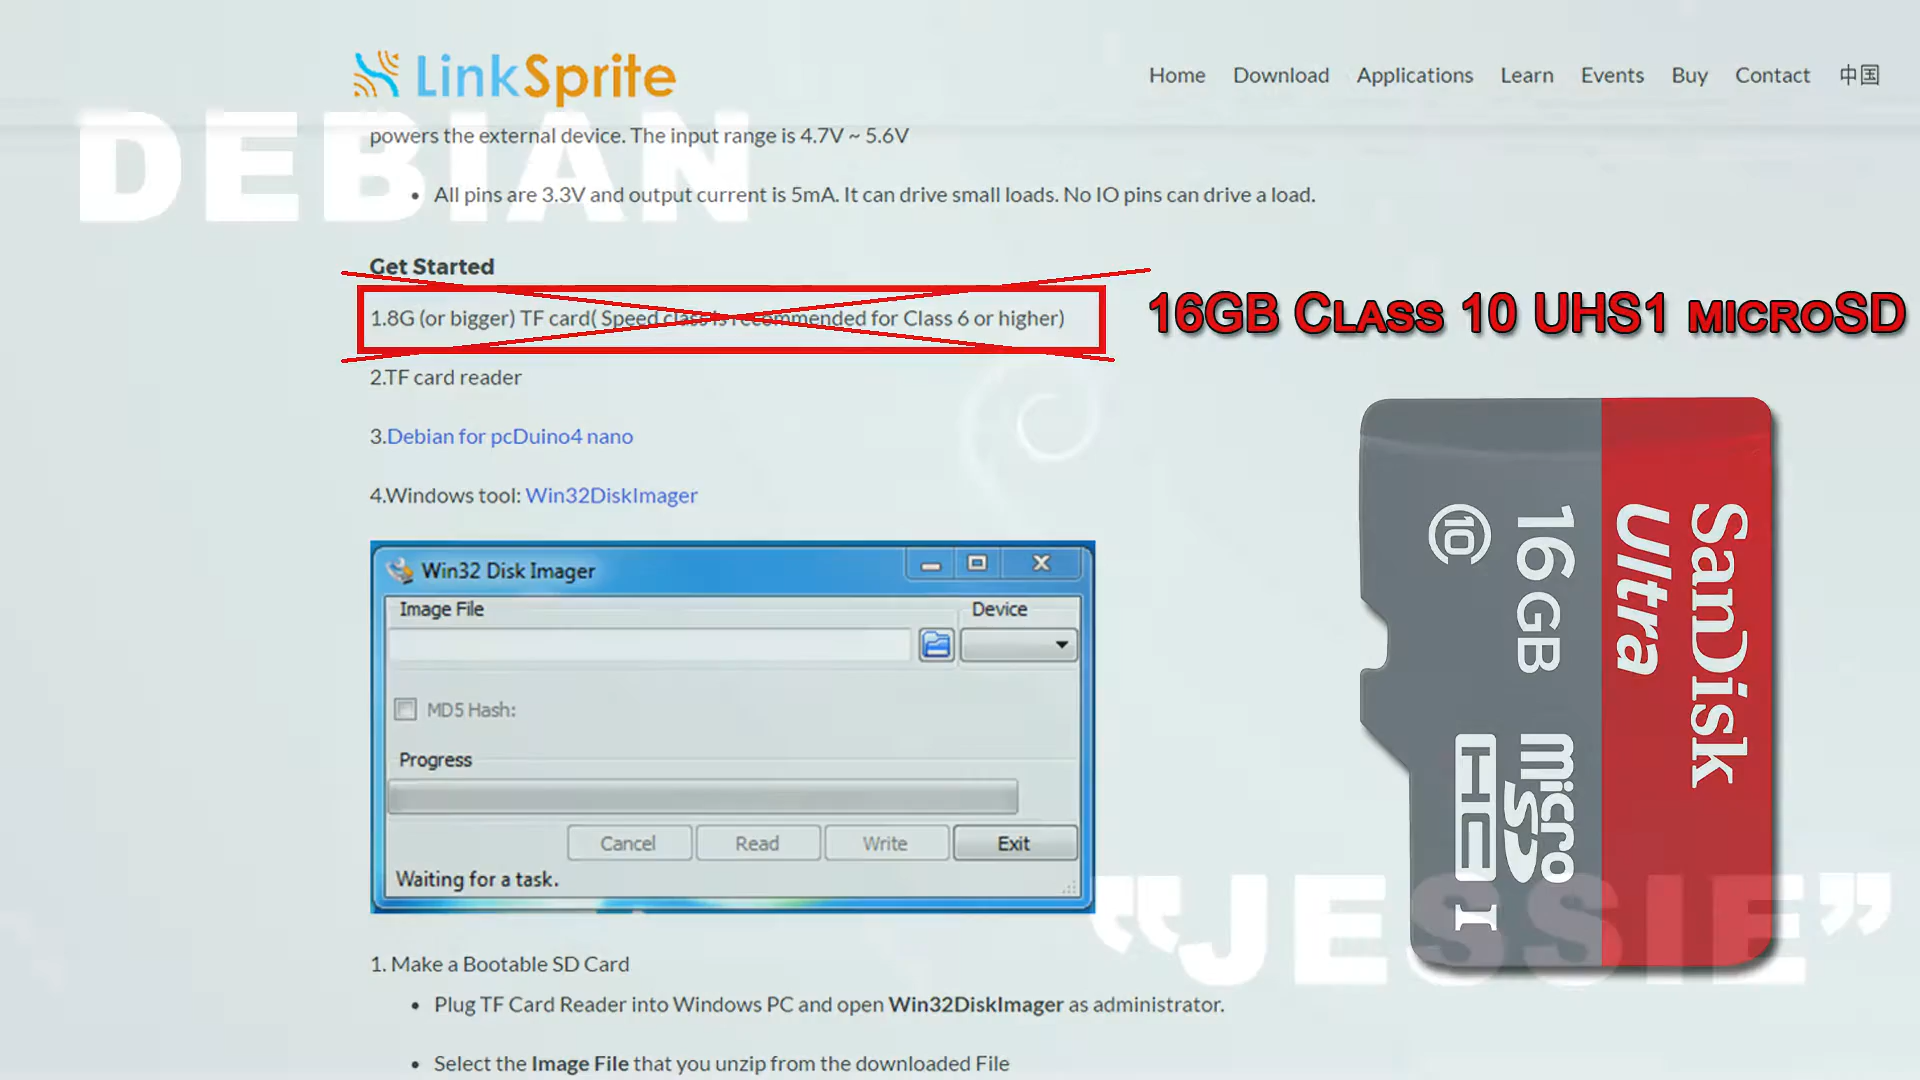 LinkSprite
Home Download Applications Learn Events Buy Contact 中国
DEBIAN
powers the external device. The input range is 4.7V ~ 5.6V
• All pins are 3.3V and output current is 5mA. It can drive small loads. No IO pins can drive a load.
Get Started
1.8G (or bigger) TF card( Speed class is recommended for Class 6 or higher)
16GB Class 10 UHS1 microSD
2.TF card reader
3.Debian for pcDuino4 nano
4.Windows tool: Win32DiskImager
Win32 Disk Imager
Image File
Device
MD5 Hash:
Progress
Cancel Read Write Exit
Waiting for a task.
SanDisk
Ultra
16GB
10
micro
SD
HC I
"JESSIE"
1. Make a Bootable SD Card
• Plug TF Card Reader into Windows PC and open Win32DiskImager as administrator.
• Select the Image File that you unzip from the downloaded File